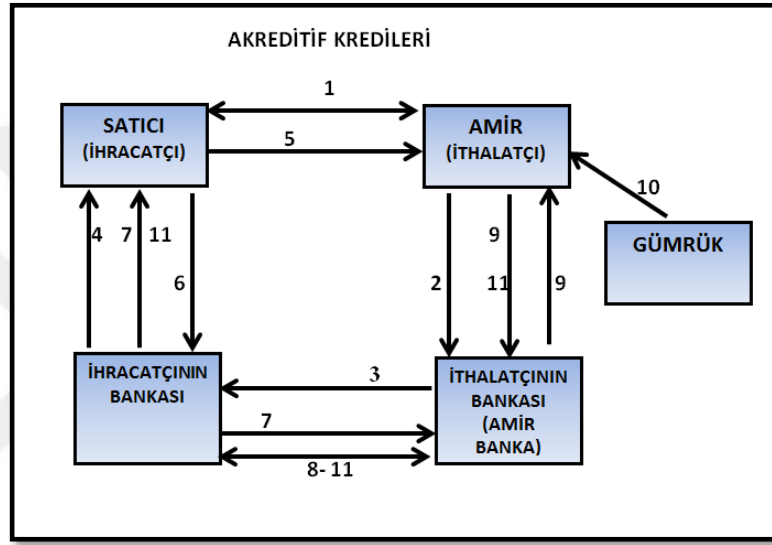 AKREDİTİF KREDİLERİ
1
SATICI
(İHRACATÇI)
AMİR
(İTHALATÇI)
5
10
GÜMRÜK
4
7
11
6
2
9
11
9
İHRACATÇININ
BANKASI
3
7
8- 11
İTHALATÇININ
BANKASI
(AMİR
BANKA)